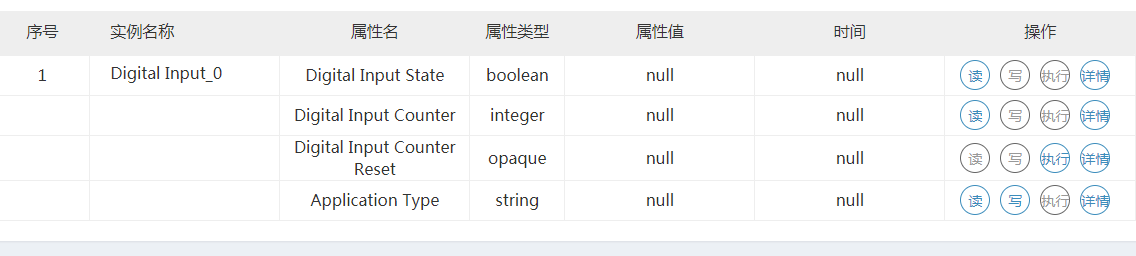 序号 实例名称 属性名 属性类型 属性值 时间 操作
1 Digital Input_0 Digital Input State boolean null null 读 写 执行 详情
Digital Input Counter integer null null 读 写 执行 详情
Digital Input Counter
Reset opaque null null 读 写 执行 详情
Application Type string null null 读 写 执行 详情